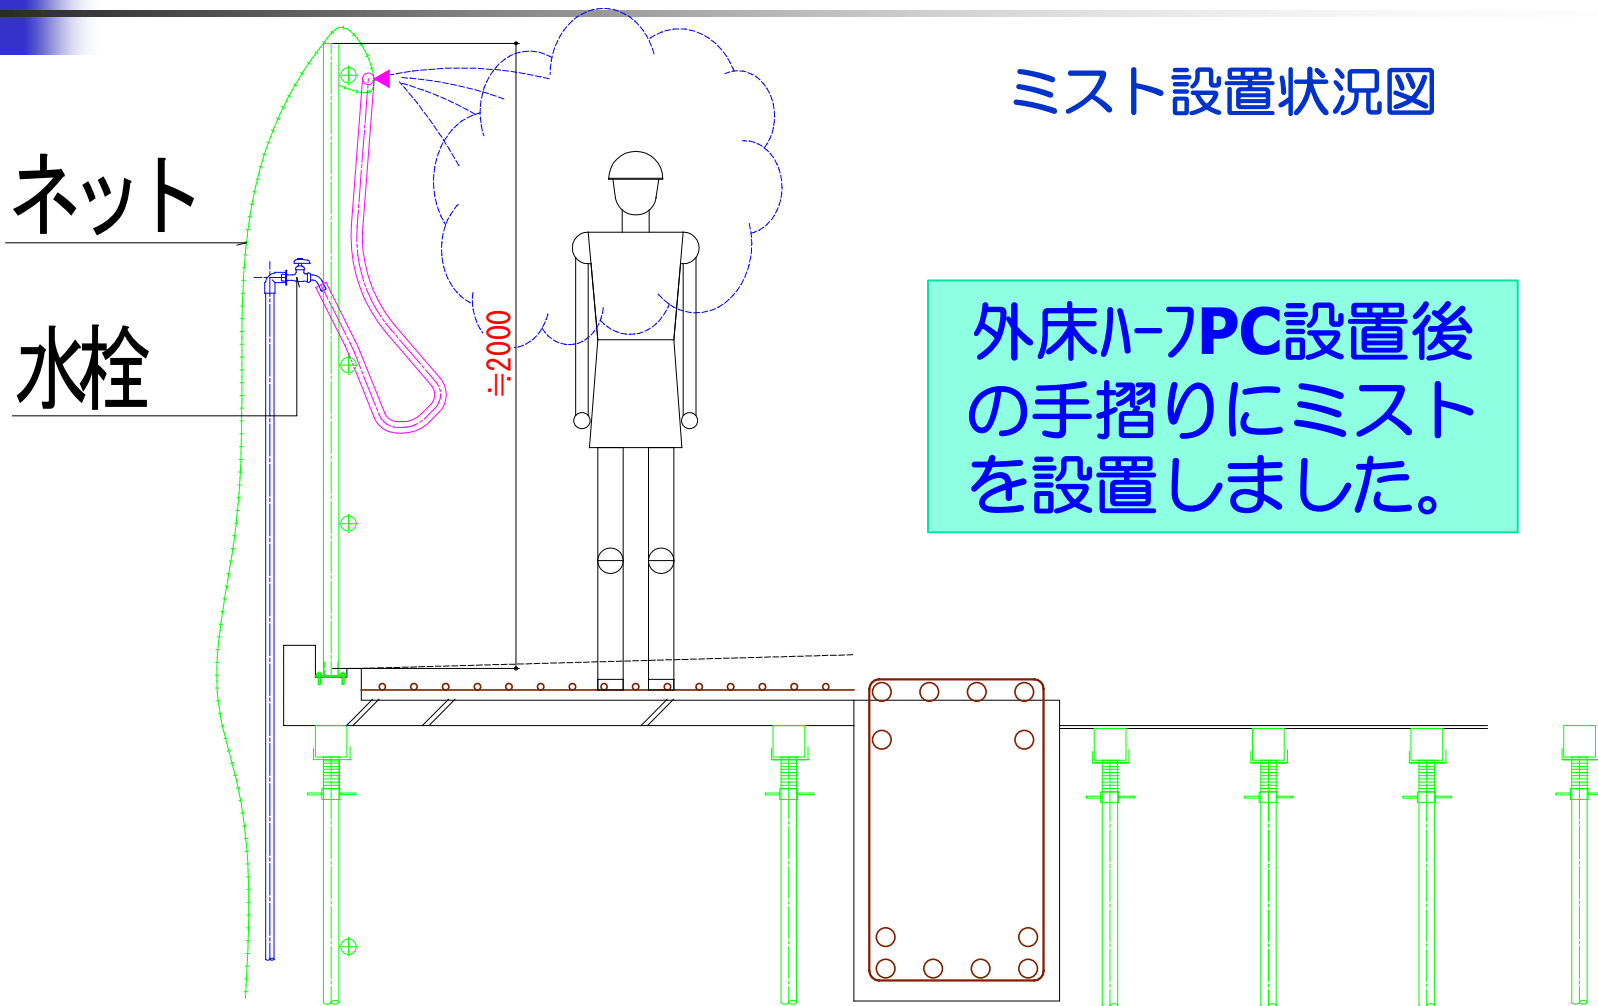 ミスト設置状況図
ネット
水栓
≒2000
外床ハーフPC設置後
の手摺りにミスト
を設置しました。